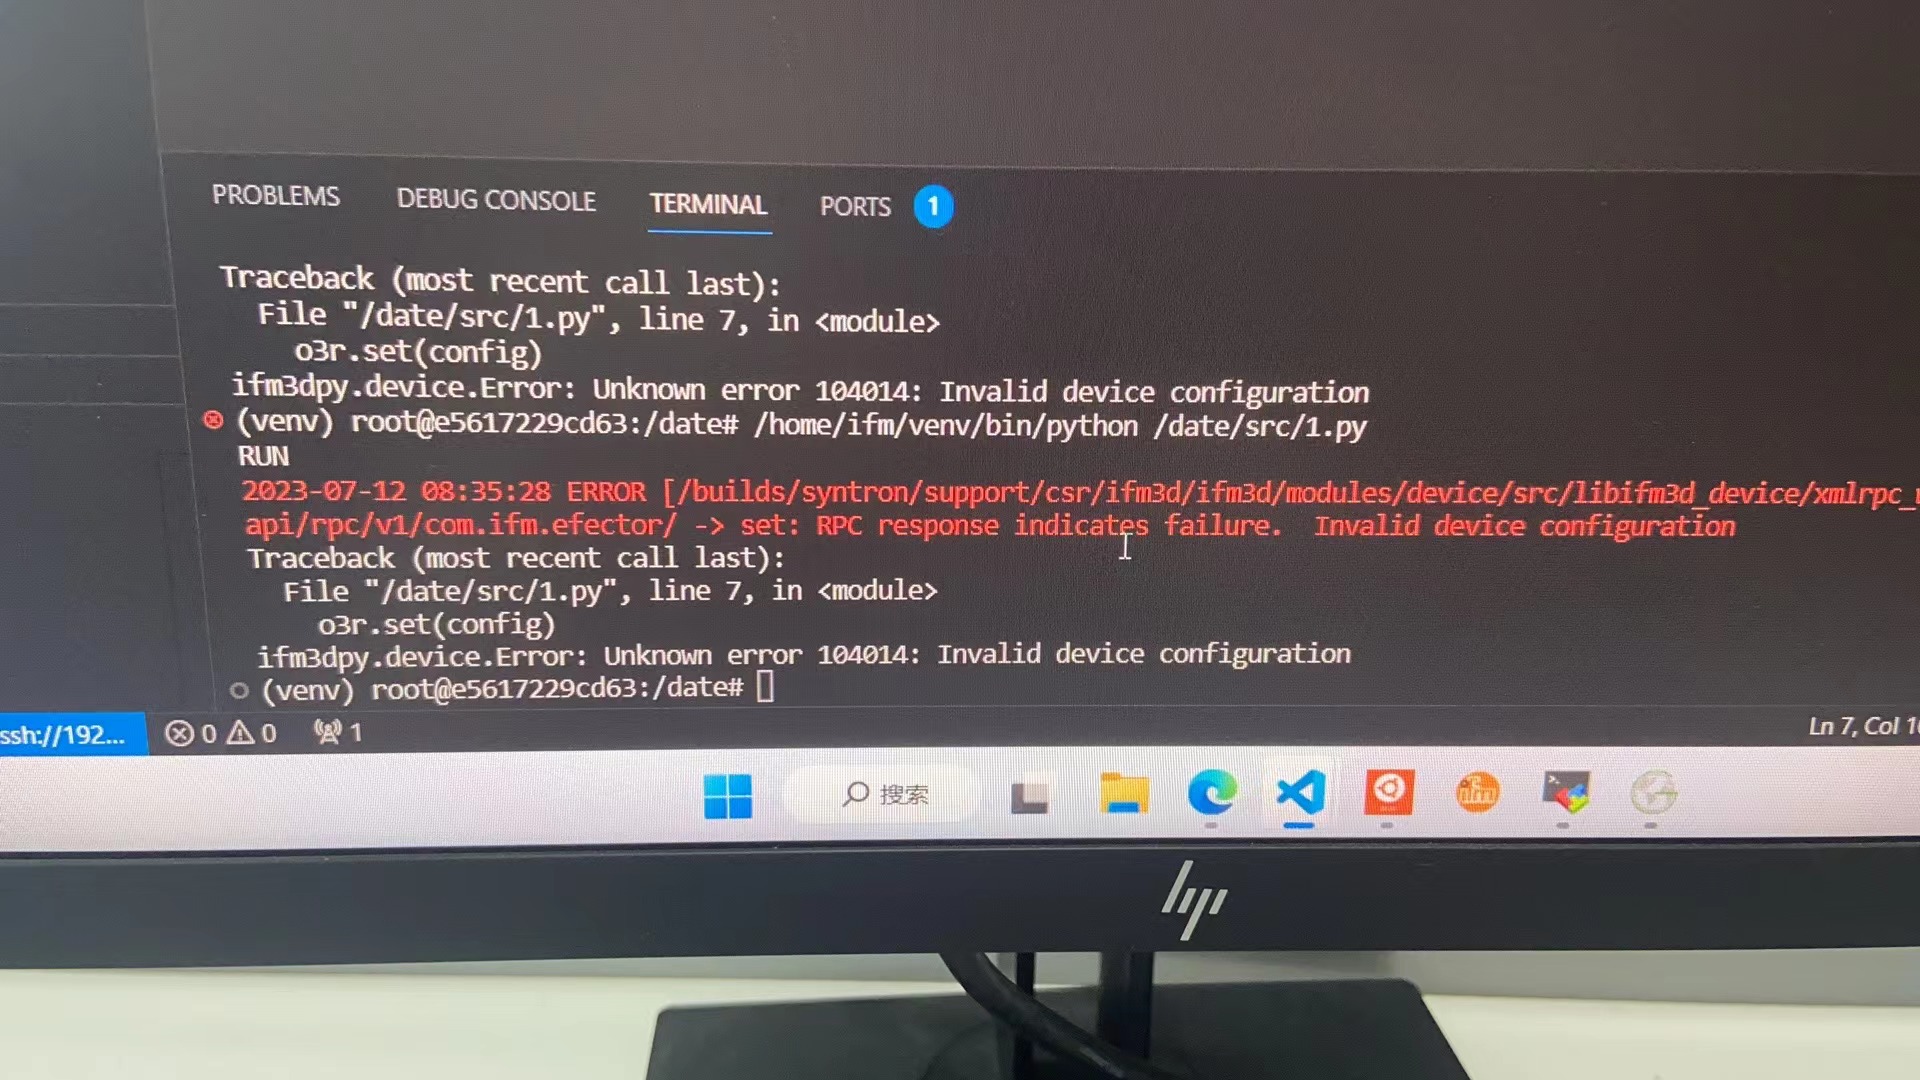 PROBLEMS DEBUG CONSOLE TERMINAL PORTS 1
Traceback (most recent call last):
File "/date/src/1.py", line 7, in <module>
o3r.set(config)
ifm3dpy.device.Error: Unknown error 104014: Invalid device configuration
(venv) root@e5617229cd63:/date# /home/ifm/venv/bin/python /date/src/1.py
RUN
2023-07-12 08:35:28 ERROR [/builds/syntron/support/csr/ifm3d/ifm3d/modules/device/src/libifm3d_device/xmlrpc_
api/rpc/v1/com.ifm.efector/ -> set: RPC response indicates failure. Invalid device configuration
Traceback (most recent call last):
File "/date/src/1.py", line 7, in <module>
o3r.set(config)
ifm3dpy.device.Error: Unknown error 104014: Invalid device configuration
(venv) root@e5617229cd63:/date#
ssh://192... 0 0 1 Ln 7, Col 1
搜索
ifm
hp